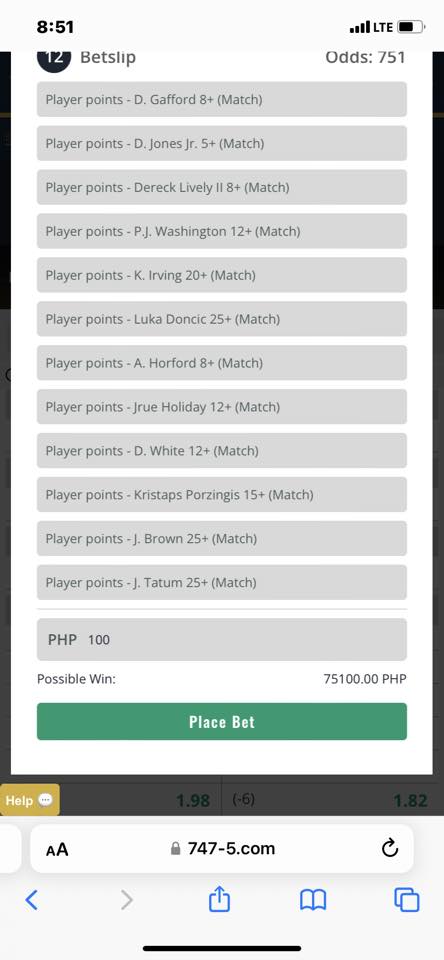 8:51
LTE
12 Betslip Odds: 751
Player points - D. Gafford 8+ (Match)
Player points - D. Jones Jr. 5+ (Match)
Player points - Dereck Lively II 8+ (Match)
Player points - P.J. Washington 12+ (Match)
Player points - K. Irving 20+ (Match)
Player points - Luka Doncic 25+ (Match)
Player points - A. Horford 8+ (Match)
Player points - Jrue Holiday 12+ (Match)
Player points - D. White 12+ (Match)
Player points - Kristaps Porzingis 15+ (Match)
Player points - J. Brown 25+ (Match)
Player points - J. Tatum 25+ (Match)
PHP 100
Possible Win: 75100.00 PHP
Place Bet
Help 1.98 (-6) 1.82
AA 747-5.com